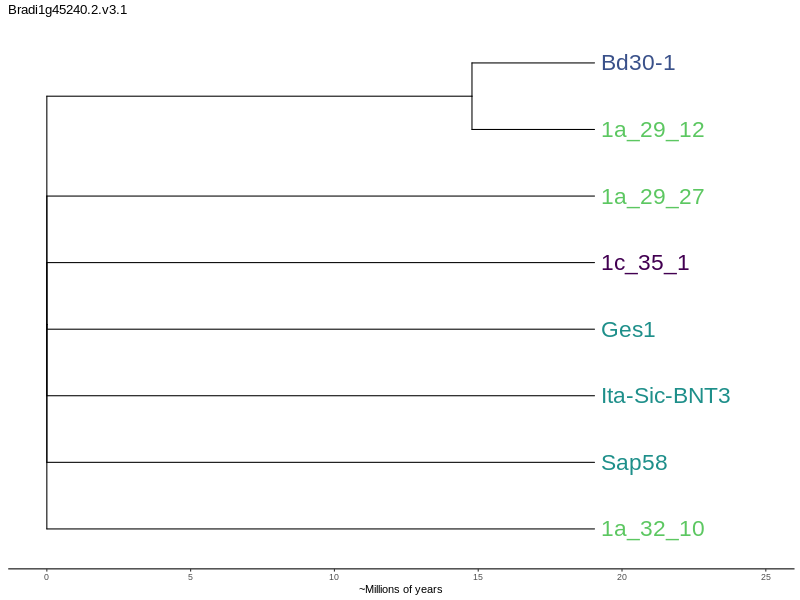 Bradi1g45240.2.v3.1
Bd30-1
1a_29_12
1a_29_27
1c_35_1
Ges1
Ita-Sic-BNT3
Sap58
1a_32_10
0 5 10 15 20 25
~Millions of years